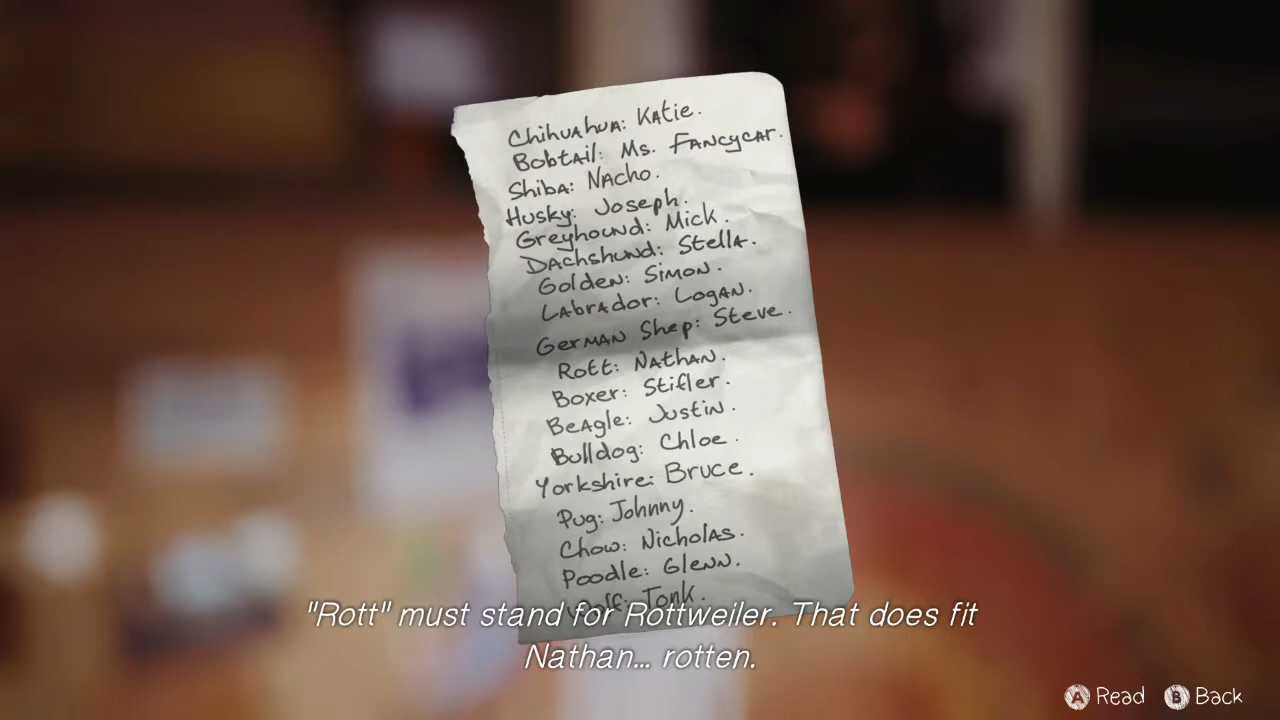 Chihuahua: Katie.
Bobtail: Ms. Fancycar.
Shiba: Nacho.
Husky: Joseph.
Greyhound: Mick.
Dachshund: Stella.
Golden: Simon.
Labrador: Logan.
German Shep: Steve.
Rott: Nathan.
Boxer: Stifler.
Beagle: Justin.
Bulldog: Chloe.
Yorkshire: Bruce.
Pug: Johnny.
Chow: Nicholas.
Poodle: Glenn.
Tonk.
"Rott" must stand for Rottweiler. That does fit
Nathan... rotten.
A Read B Back